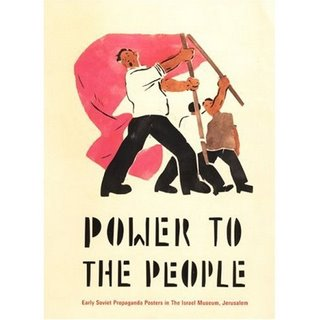 POWER TO
THE PEOPLE
Early Soviet Propaganda Posters in The Israel Museum, Jerusalem